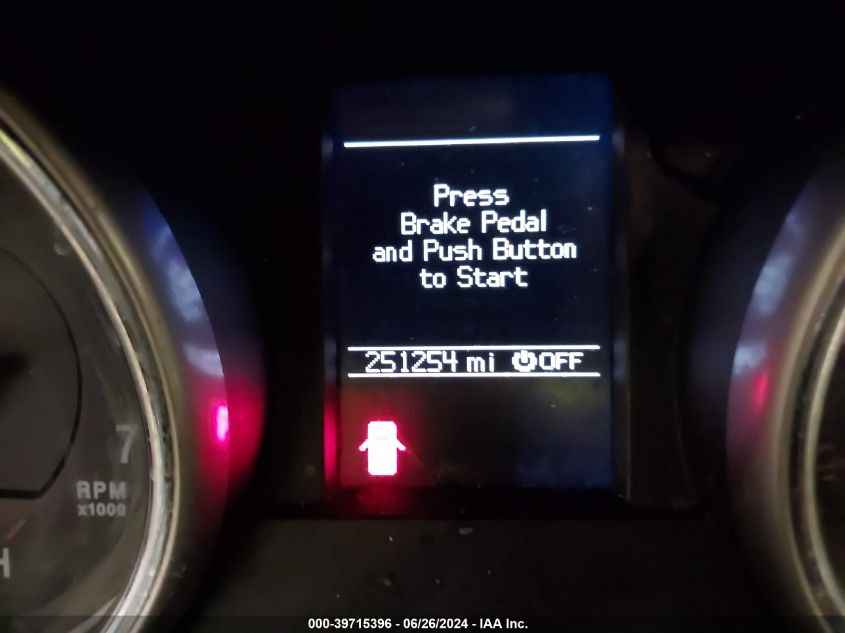 Press
Brake Pedal
and Push Button
to Start
251254 mi OFF
7
RPM
x1000
H
000-39715396 - 06/26/2024 - IAA Inc.